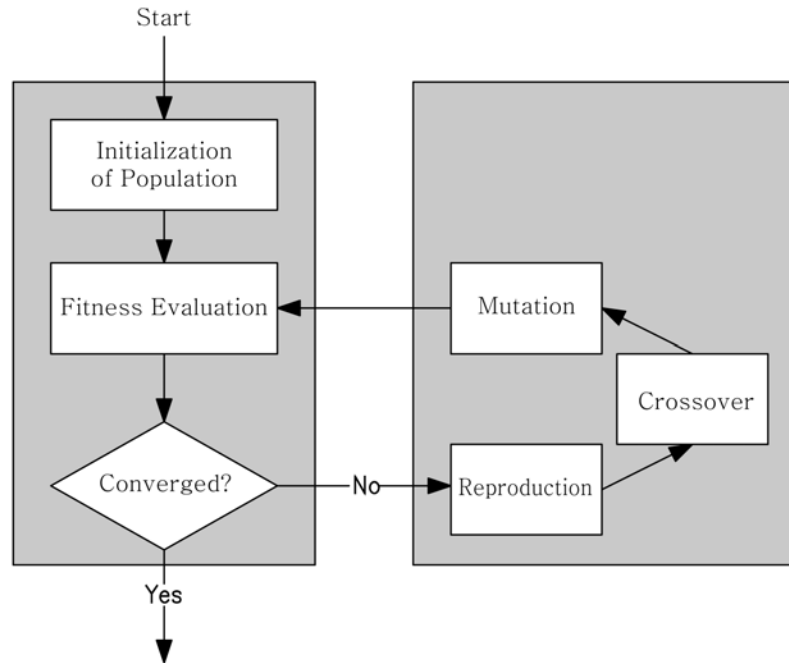 Start
Initialization
of Population
Fitness Evaluation
Mutation
Crossover
Converged?
No
Reproduction
Yes